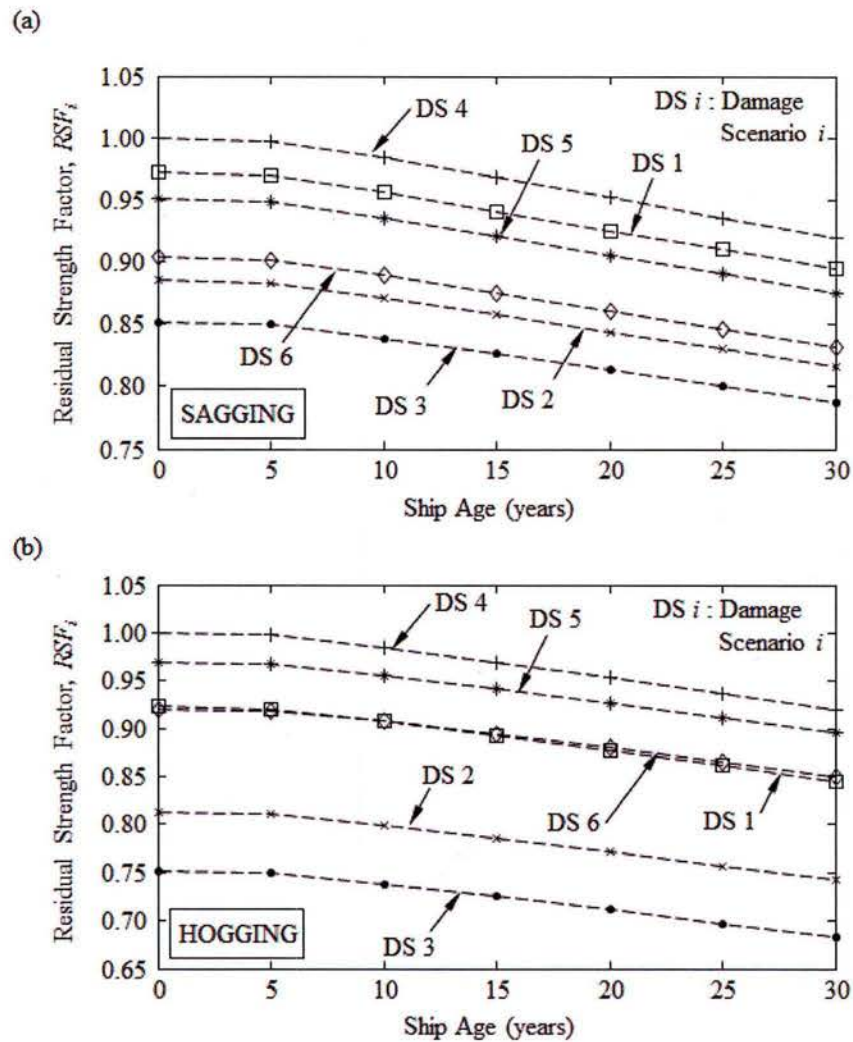 (a)
1.05
1.00
0.95
0.90
0.85
0.80
0.75
Residual Strength Factor, RSFi
DS 4
DS 5
DS i : Damage
Scenario i
DS 1
DS 6
DS 3
DS 2
SAGGING
0 5 10 15 20 25 30
Ship Age (years)
(b)
1.05
1.00
0.95
0.90
0.85
0.80
0.75
0.70
0.65
Residual Strength Factor, RSFi
DS 4
DS 5
DS i : Damage
Scenario i
DS 2
DS 6
DS 1
DS 3
HOGGING
0 5 10 15 20 25 30
Ship Age (years)